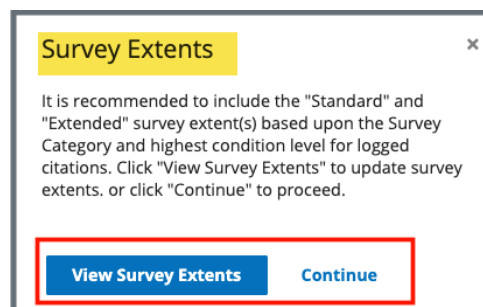 Survey Extents
×
It is recommended to include the "Standard" and
"Extended" survey extent(s) based upon the Survey
Category and highest condition level for logged
citations. Click "View Survey Extents" to update survey
extents. or click "Continue" to proceed.
View Survey Extents Continue